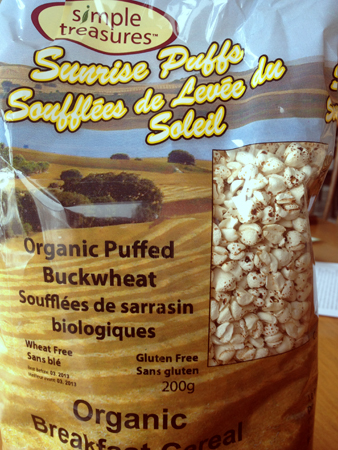 simple
treasures™
Sunrise Puffs
Soufflées de Levée du
Soleil
Organic Puffed
Buckwheat
Soufflées de sarrasin
biologiques
Wheat Free
Sans blé
Gluten Free
Sans gluten
200g
Organic
Breakfast Cereal